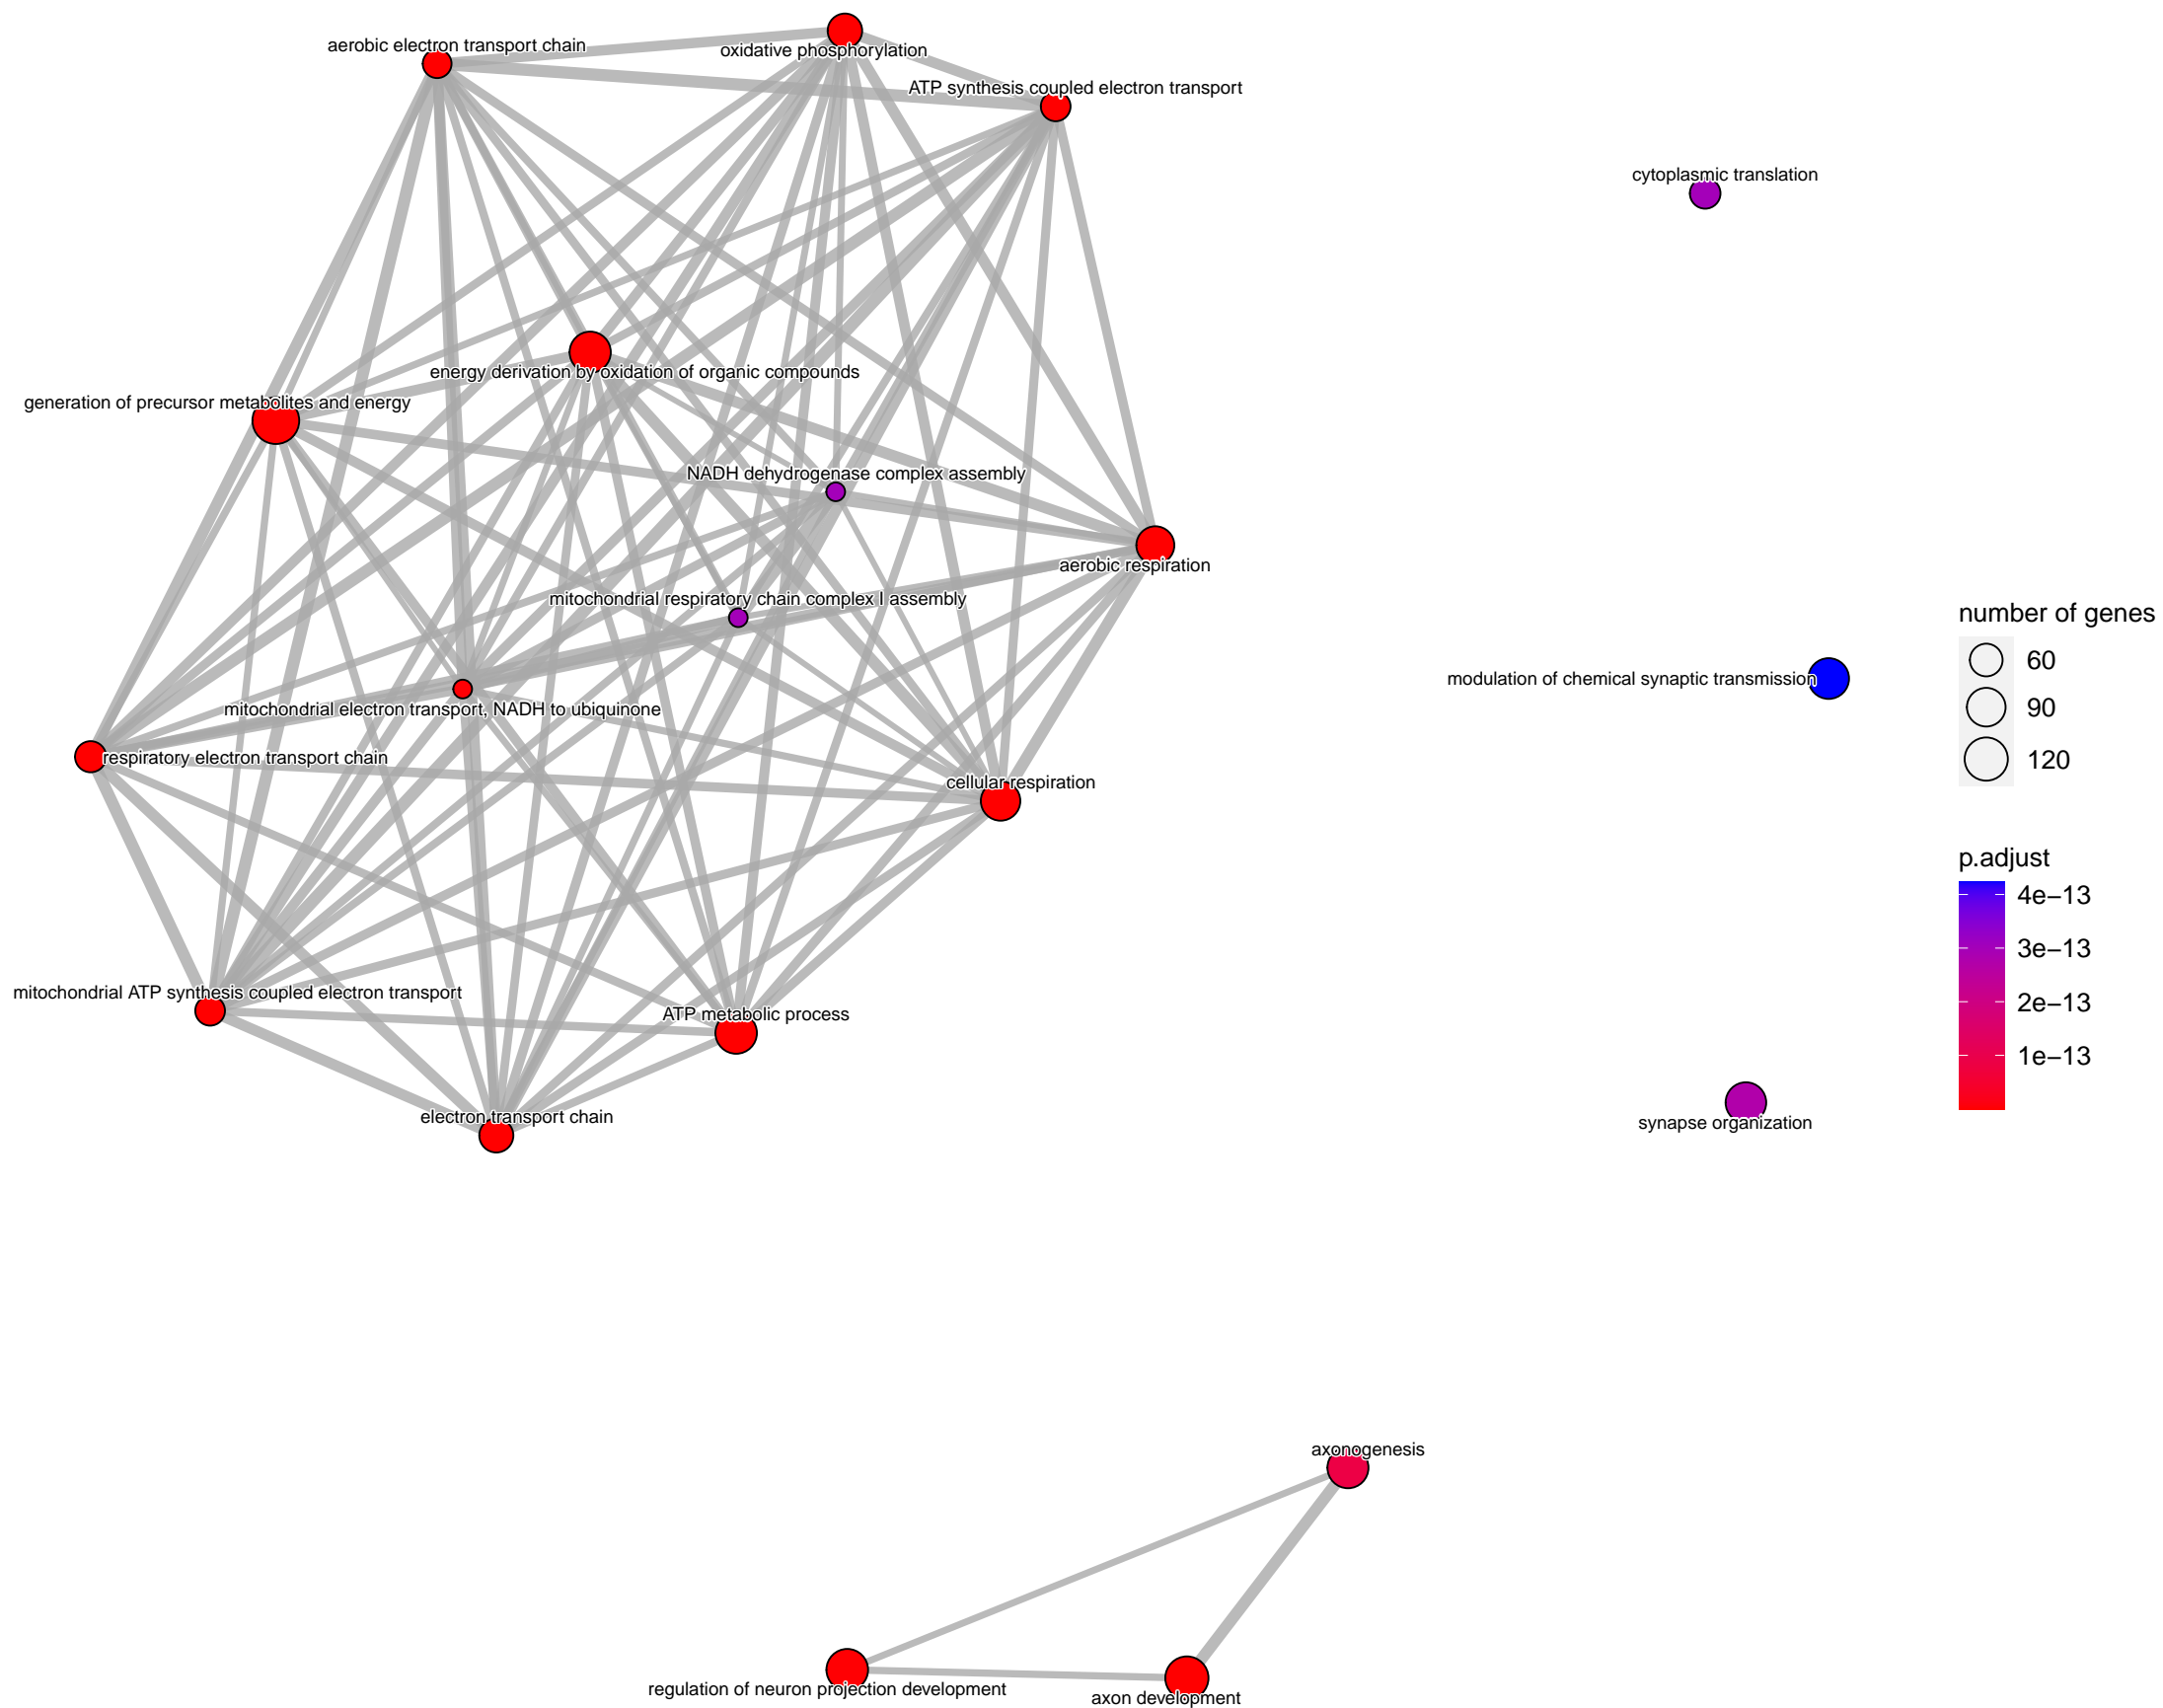 aerobic electron transport chain
oxidative phosphorylation
ATP synthesis coupled electron transport
cytoplasmic translation
energy derivation by oxidation of organic compounds
generation of precursor metabolites and energy
NADH dehydrogenase complex assembly
aerobic respiration
mitochondrial respiratory chain complex I assembly
modulation of chemical synaptic transmission
mitochondrial electron transport, NADH to ubiquinone
respiratory electron transport chain
cellular respiration
mitochondrial ATP synthesis coupled electron transport
ATP metabolic process
electron transport chain
synapse organization
axonogenesis
regulation of neuron projection development
axon development
number of genes
60
90
120
p.adjust
4e−13
3e−13
2e−13
1e−13